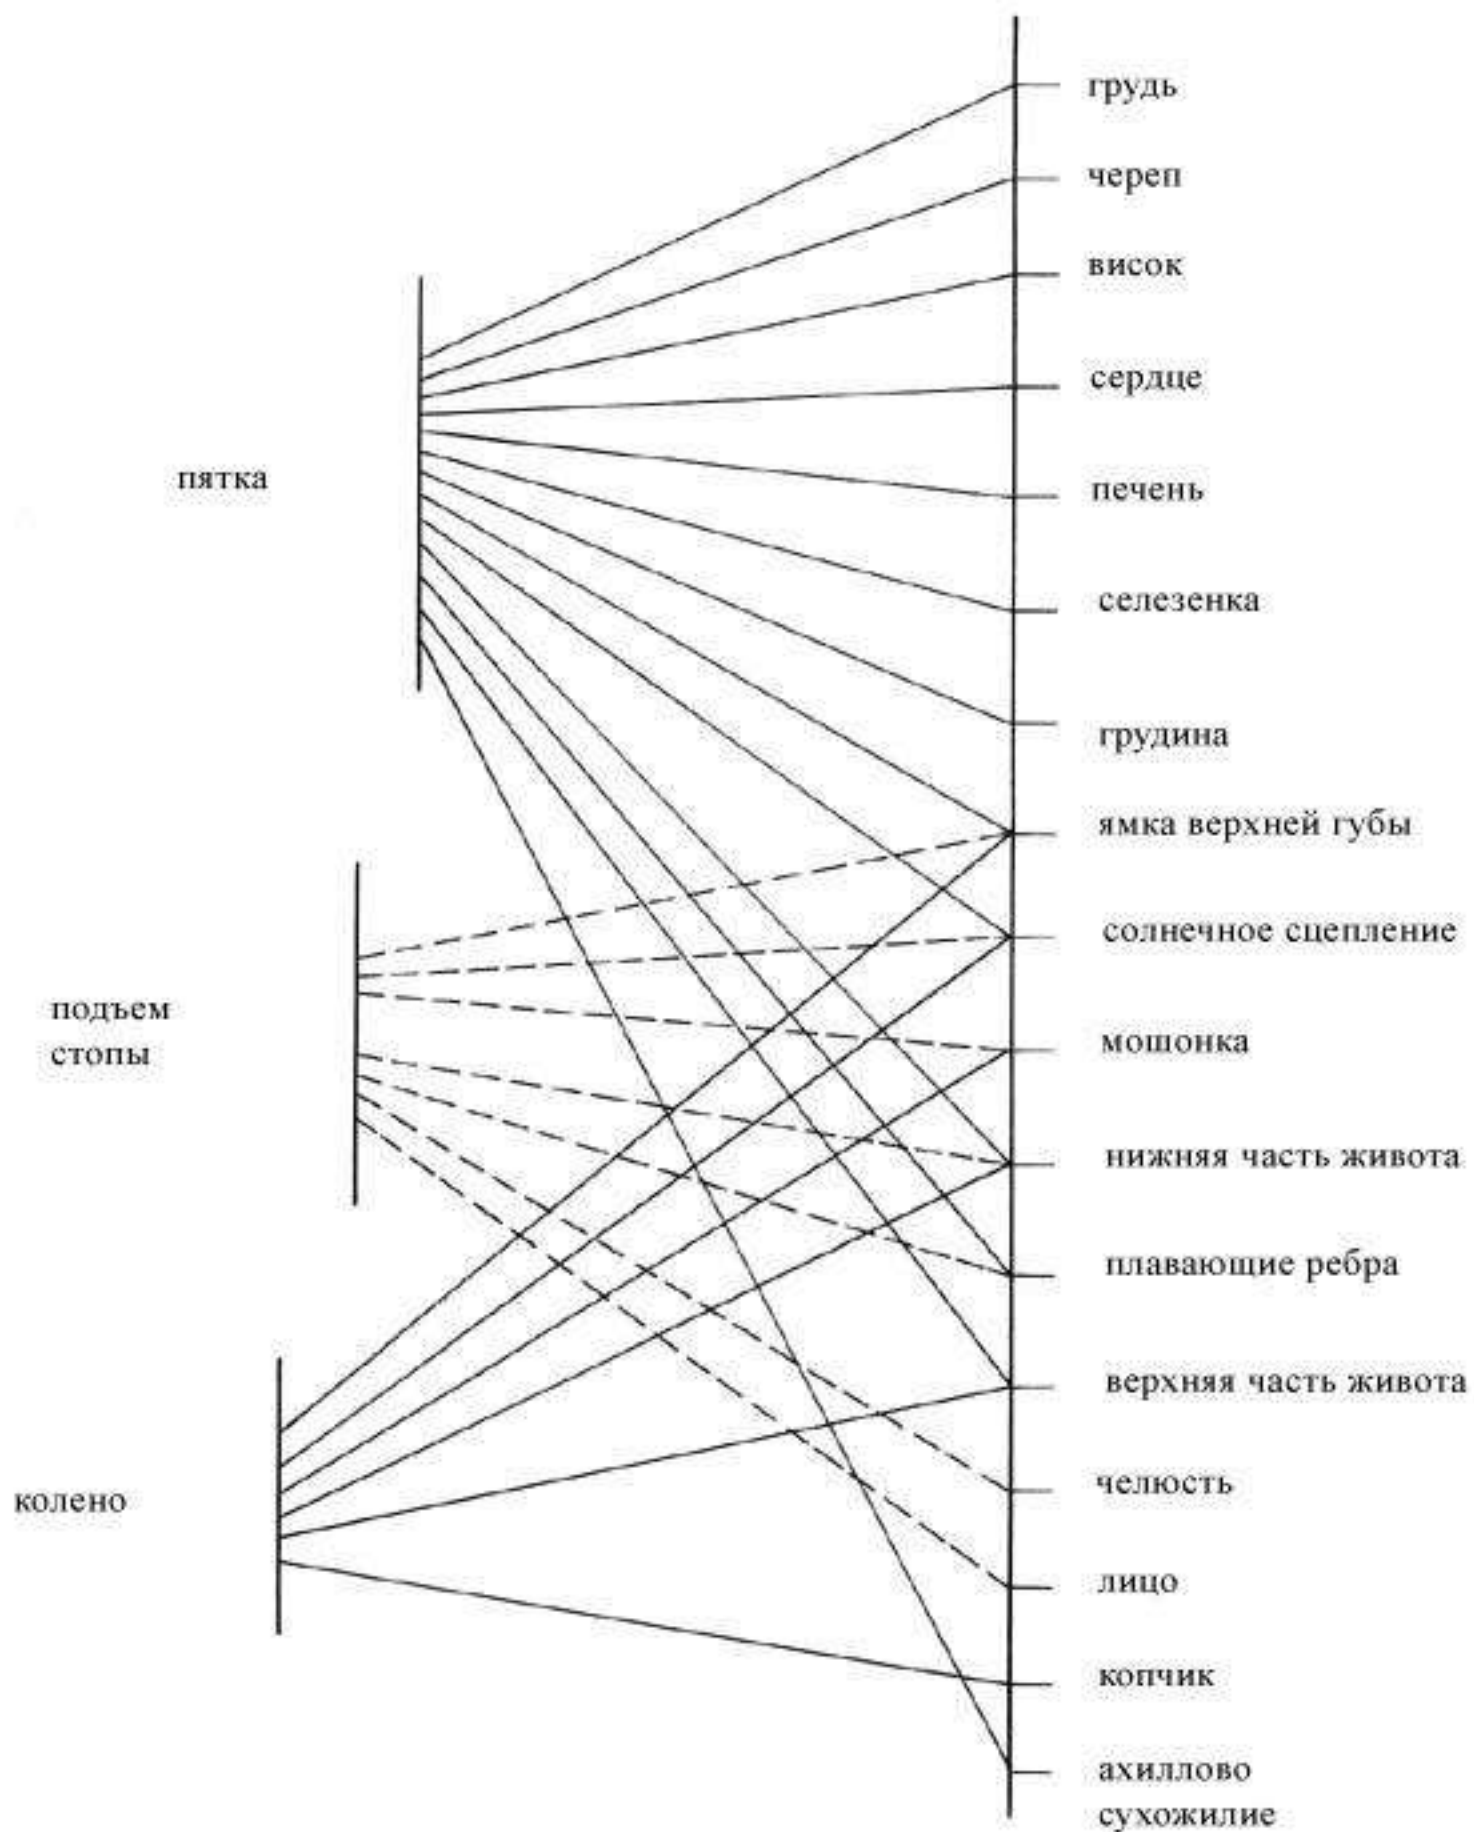 грудь
череп
висок
сердце
пятка
печень
селезенка
грудина
ямка верхней губы
солнечное сцепление
подъем
стопы
мошонка
нижняя часть живота
плавающие ребра
верхняя часть живота
челюсть
колено
лицо
копчик
ахиллово
сухожилие